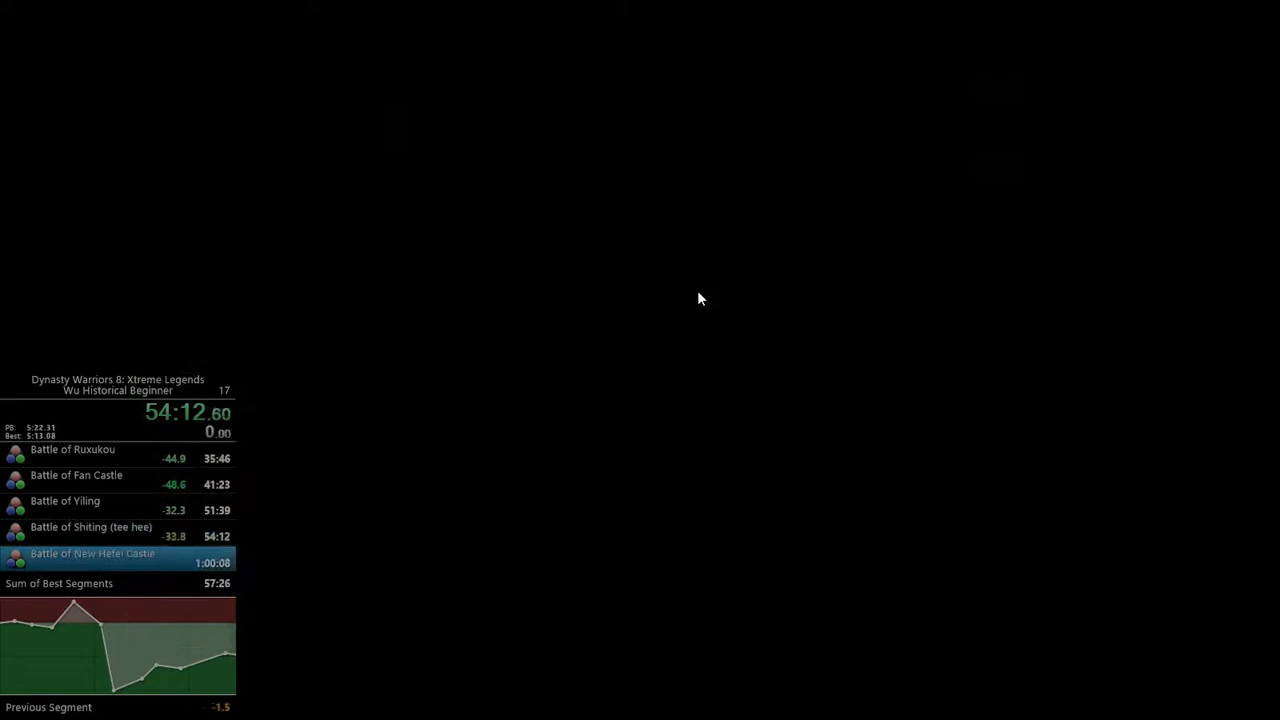 Dynasty Warriors 8: Xtreme Legends
Wu Historical Beginner 17
54:12.60
PB: 5:22.31 0.00
Best: 5:13.08
Battle of Ruxukou -44.9 35:46
Battle of Fan Castle -48.6 41:23
Battle of Yiling -32.3 51:39
Battle of Shiting (tee hee) -33.8 54:12
Battle of New Hefei Castle 1:00:08
Sum of Best Segments 57:26
Previous Segment -1.5